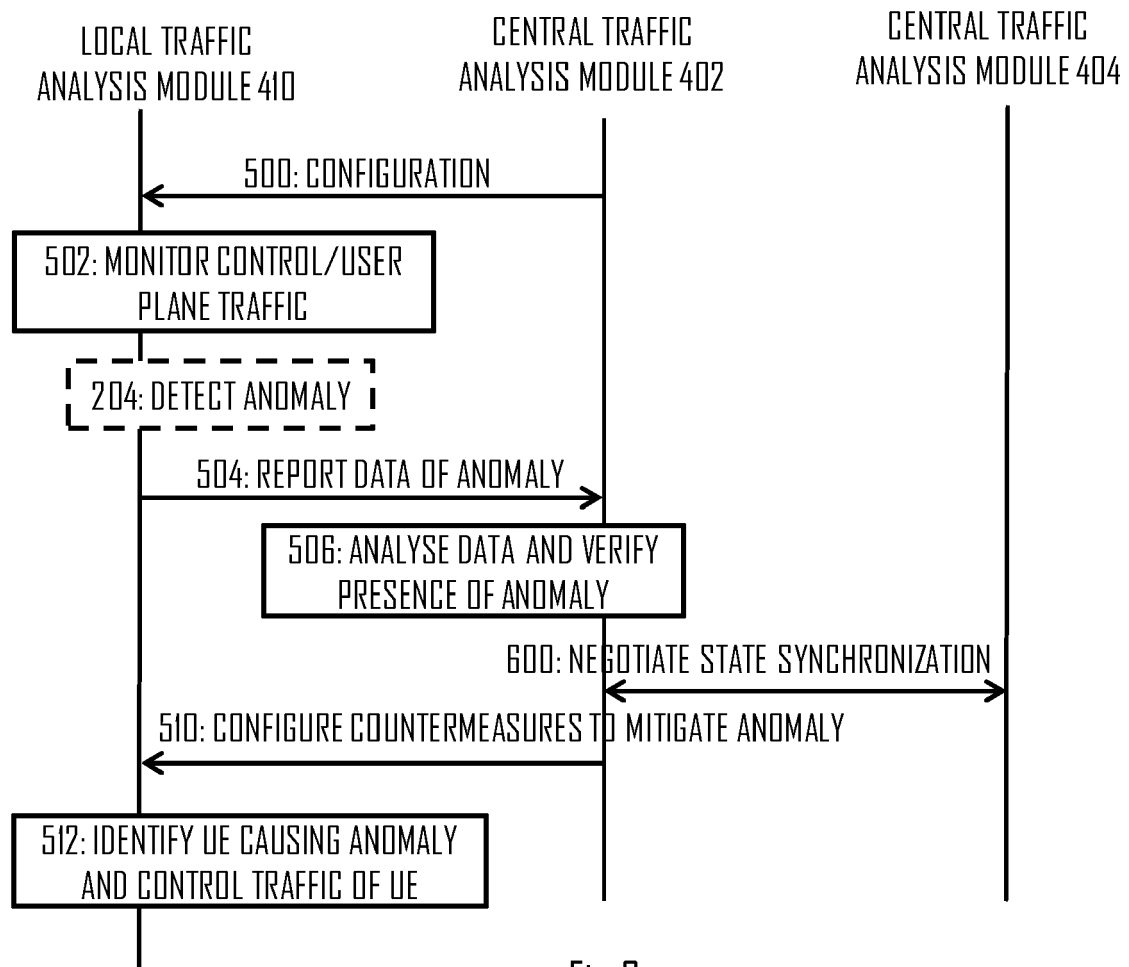 LOCAL TRAFFIC
ANALYSIS MODULE 410
CENTRAL TRAFFIC
ANALYSIS MODULE 402
CENTRAL TRAFFIC
ANALYSIS MODULE 404
500: CONFIGURATION
502: MONITOR CONTROL/USER
PLANE TRAFFIC
204: DETECT ANOMALY
504: REPORT DATA OF ANOMALY
506: ANALYSE DATA AND VERIFY
PRESENCE OF ANOMALY
600: NEGOTIATE STATE SYNCHRONIZATION
510: CONFIGURE COUNTERMEASURES TO MITIGATE ANOMALY
512: IDENTIFY UE CAUSING ANOMALY
AND CONTROL TRAFFIC OF UE